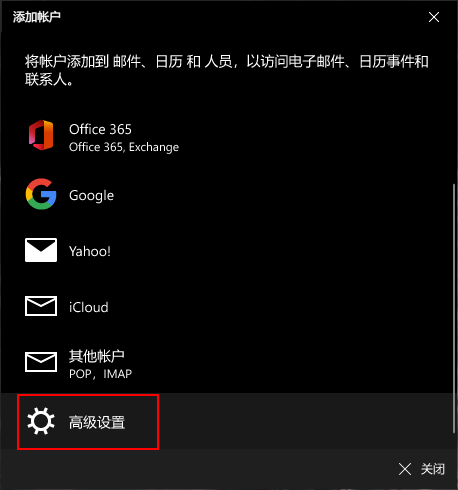 添加帐户
将帐户添加到 邮件、日历 和 人员，以访问电子邮件、日历事件和
联系人。
Office 365
Office 365, Exchange
Google
Yahoo!
iCloud
其他帐户
POP，IMAP
高级设置
关闭